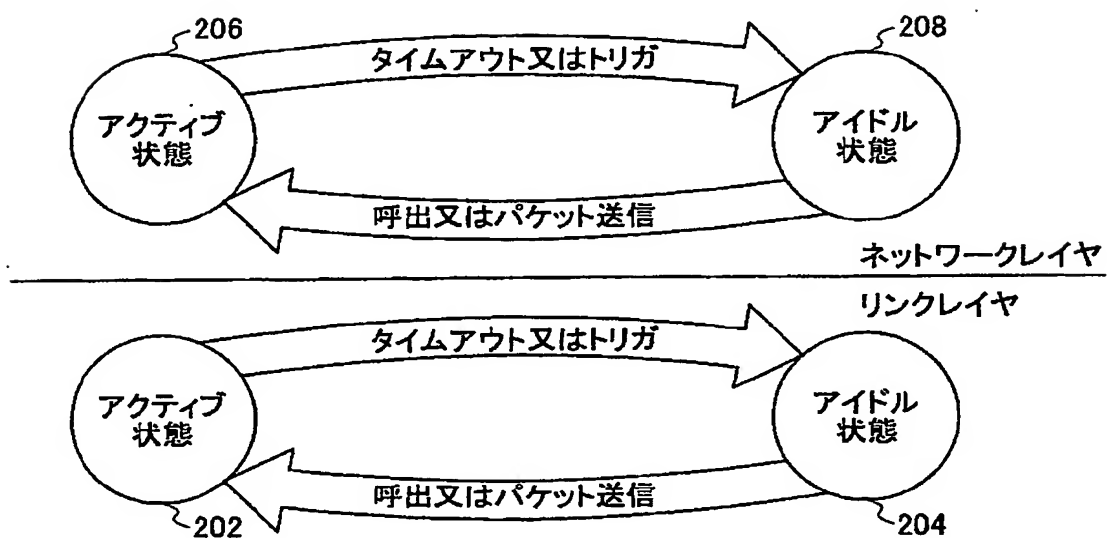 206
208
タイムアウト又はトリガ
アクティブ
状態
アイドル
状態
呼出又はパケット送信
ネットワークレイヤ
リンクレイヤ
タイムアウト又はトリガ
アクティブ
状態
アイドル
状態
呼出又はパケット送信
202
204